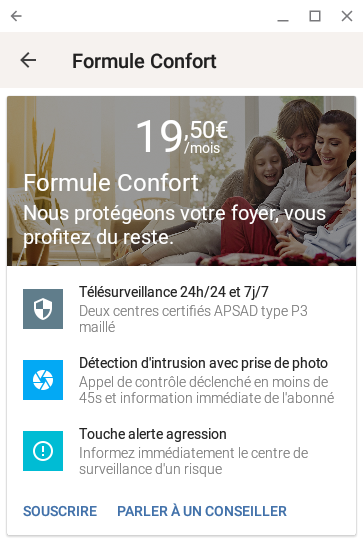 Formule Confort
19,50€
/mois
Formule Confort
Nous protégeons votre foyer, vous
profitez du reste.
Télésurveillance 24h/24 et 7j/7
Deux centres certifiés APSAD type P3
maillé
Détection d'intrusion avec prise de photo
Appel de contrôle déclenché en moins de
45s et information immédiate de l'abonné
Touche alerte agression
Informez immédiatement le centre de
surveillance d'un risque
SOUSCRIRE PARLER À UN CONSEILLER